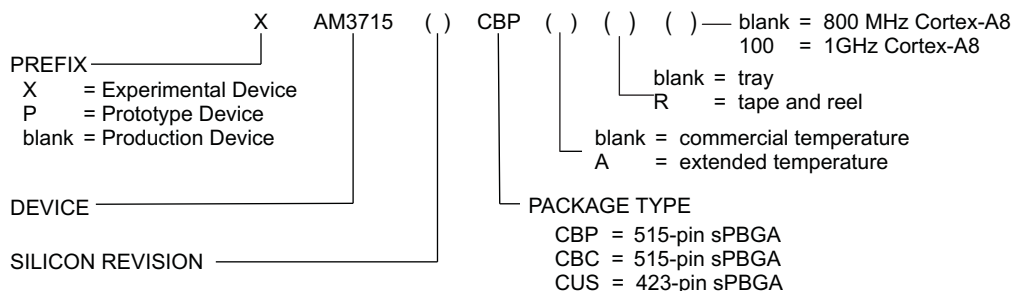 X AM3715 ( ) CBP ( ) ( ) ( ) blank = 800 MHz Cortex-A8
100 = 1GHz Cortex-A8
PREFIX
X = Experimental Device
P = Prototype Device
blank = Production Device
blank = tray
R = tape and reel
blank = commercial temperature
A = extended temperature
DEVICE
PACKAGE TYPE
CBP = 515-pin sPBGA
CBC = 515-pin sPBGA
CUS = 423-pin sPBGA
SILICON REVISION